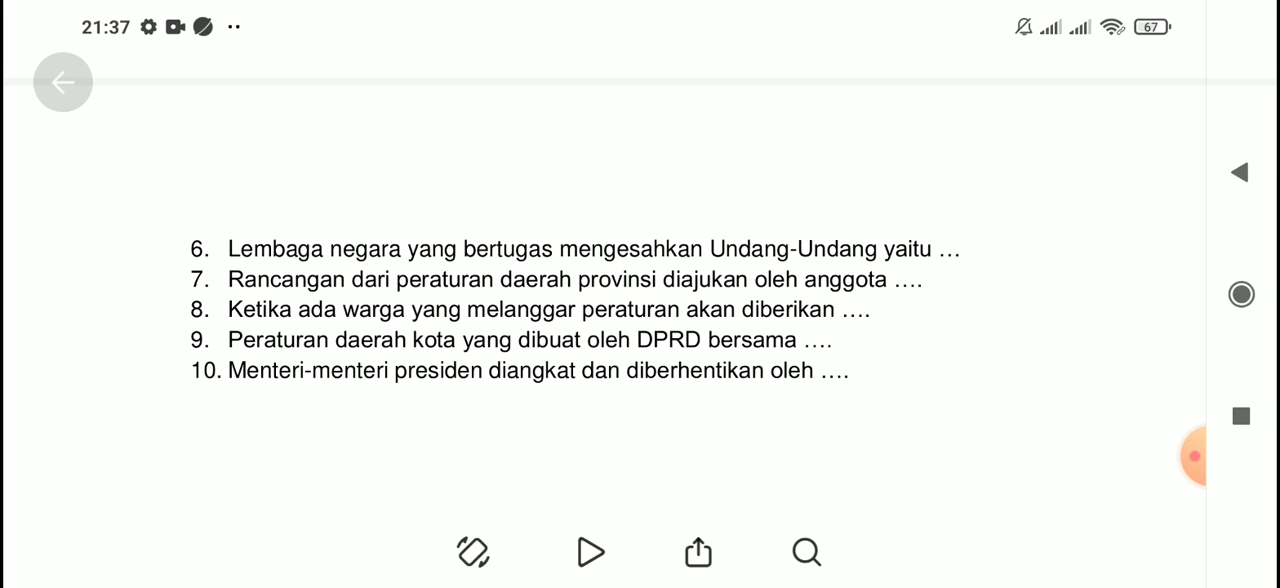 21:37
67
6. Lembaga negara yang bertugas mengesahkan Undang-Undang yaitu …
7. Rancangan dari peraturan daerah provinsi diajukan oleh anggota ….
8. Ketika ada warga yang melanggar peraturan akan diberikan ….
9. Peraturan daerah kota yang dibuat oleh DPRD bersama ….
10. Menteri-menteri presiden diangkat dan diberhentikan oleh ….